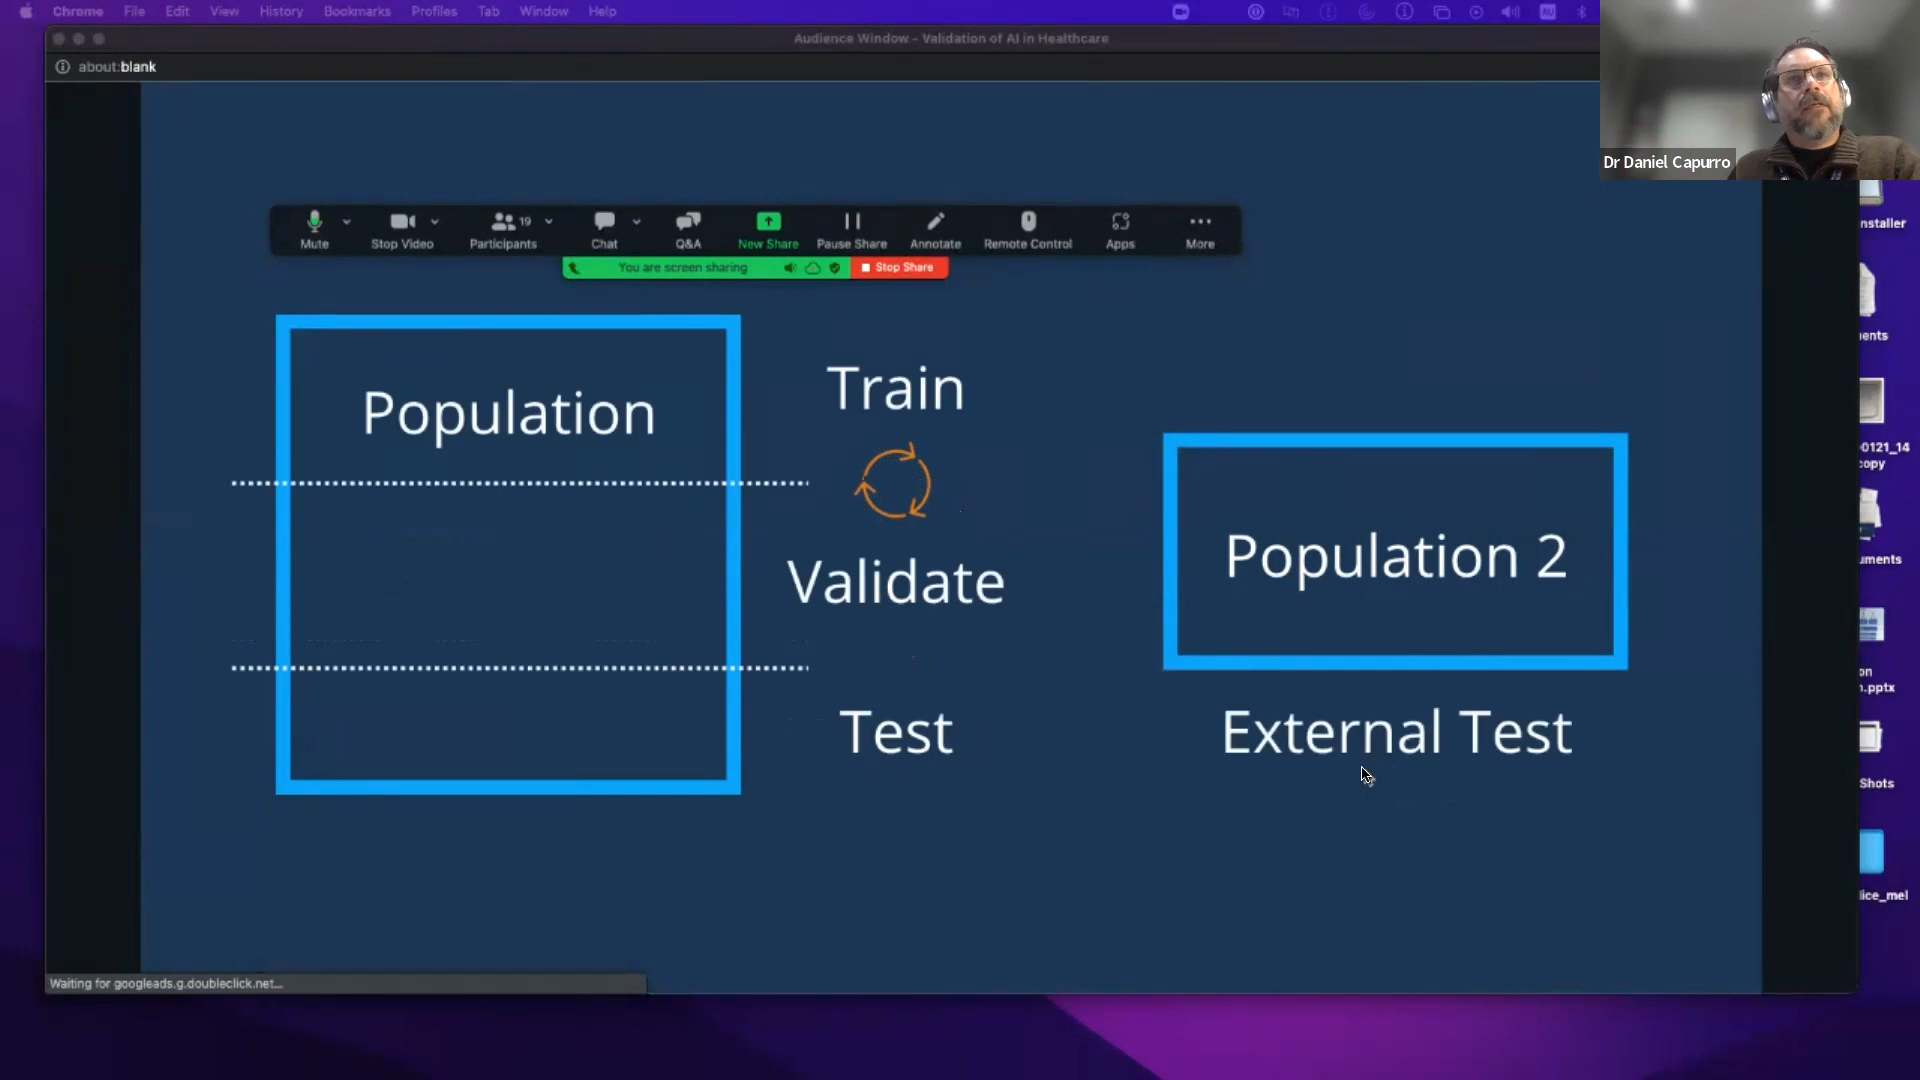 Chrome File Edit View History Bookmarks Profiles Tab Window Help
Audience Window - Validation of AI in Healthcare
about:blank
Dr Daniel Capurro
19
Mute Stop Video Participants Chat Q&A New Share Pause Share Annotate Remote Control Apps More
You are screen sharing Stop Share
nstaller
Population
Train
Validate
Test
Population 2
External Test
ents
0121_14
copy
uments
on
n.pptx
Shots
lice_mel
Waiting for googleads.g.doubleclick.net...